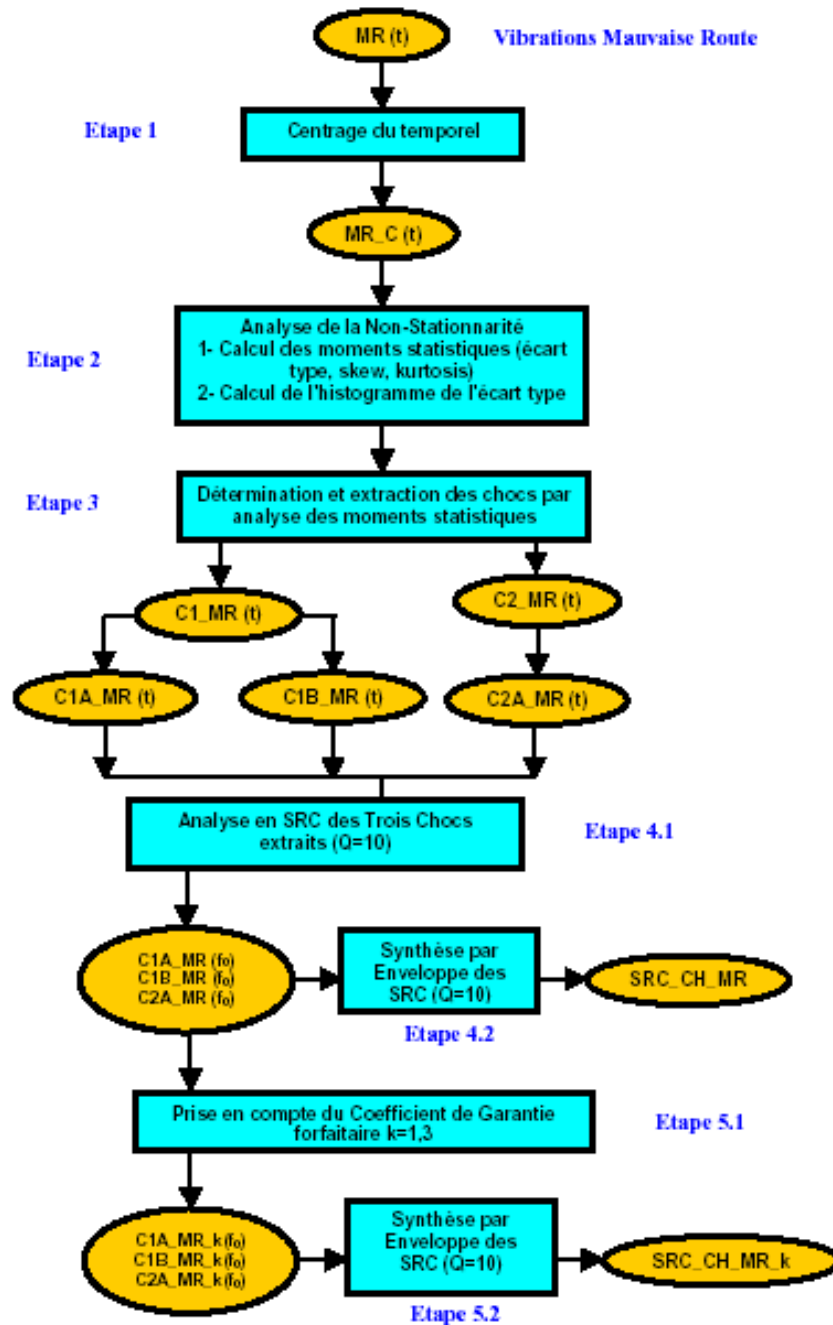 MR (t)
Vibrations Mauvaise Route
Etape 1
Centrage du temporel
MR_C (t)
Etape 2
Analyse de la Non-Stationnarité
1- Calcul des moments statistiques (écart
type, skew, kurtosis)
2- Calcul de l'histogramme de l'écart type
Etape 3
Détermination et extraction des chocs par
analyse des moments statistiques
C1_MR (t)
C2_MR (t)
C1A_MR (t)
C1B_MR (t)
C2A_MR (t)
Analyse en SRC des Trois Chocs
extraits (Q=10)
Etape 4.1
C1A_MR (f₀)
C1B_MR (f₀)
C2A_MR (f₀)
Synthèse par
Enveloppe des
SRC (Q=10)
SRC_CH_MR
Etape 4.2
Prise en compte du Coefficient de Garantie
forfaitaire k=1,3
Etape 5.1
C1A_MR_k(f₀)
C1B_MR_k(f₀)
C2A_MR_k(f₀)
Synthèse par
Enveloppe des
SRC (Q=10)
SRC_CH_MR_k
Etape 5.2